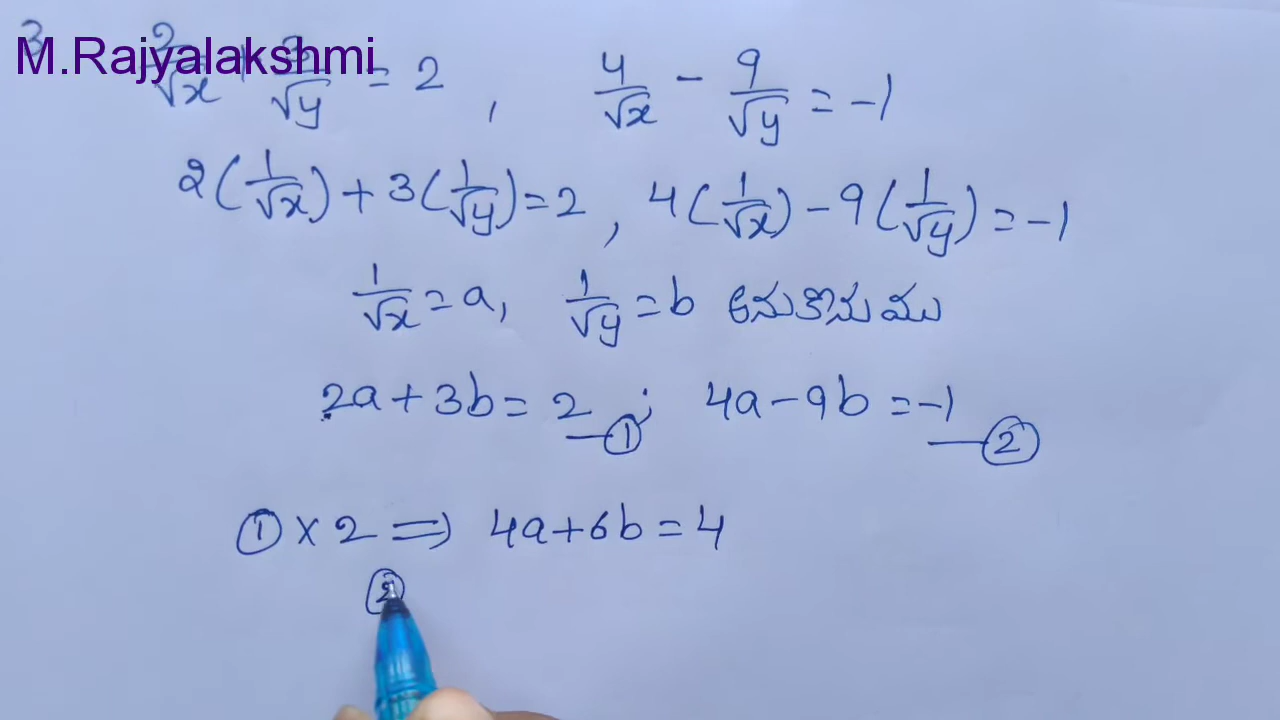 3 2/√x + 3/√y = 2 , 4/√x - 9/√y = -1
M.Rajyalakshmi
2(1/√x) + 3(1/√y) = 2 , 4(1/√x) - 9(1/√y) = -1
1/√x = a, 1/√y = b అనుకొనుము
2a + 3b = 2 —① ; 4a - 9b = -1 —②
① × 2 ⇒ 4a + 6b = 4
②